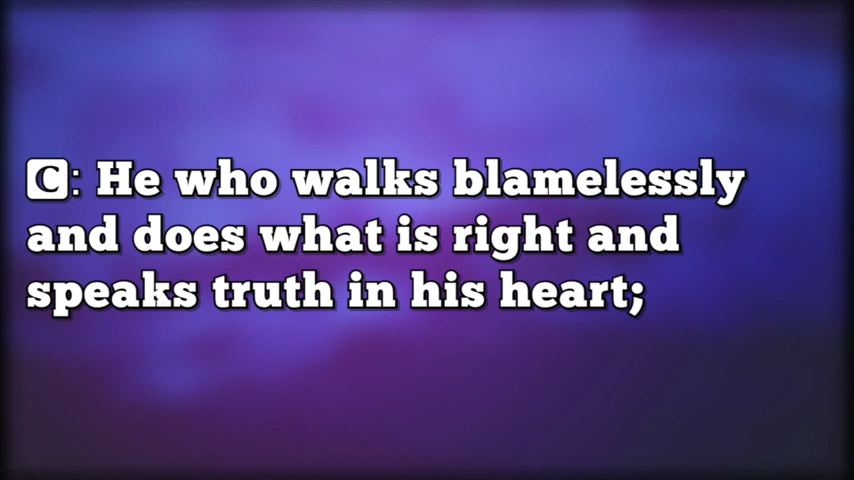 C: He who walks blamelessly
and does what is right and
speaks truth in his heart;